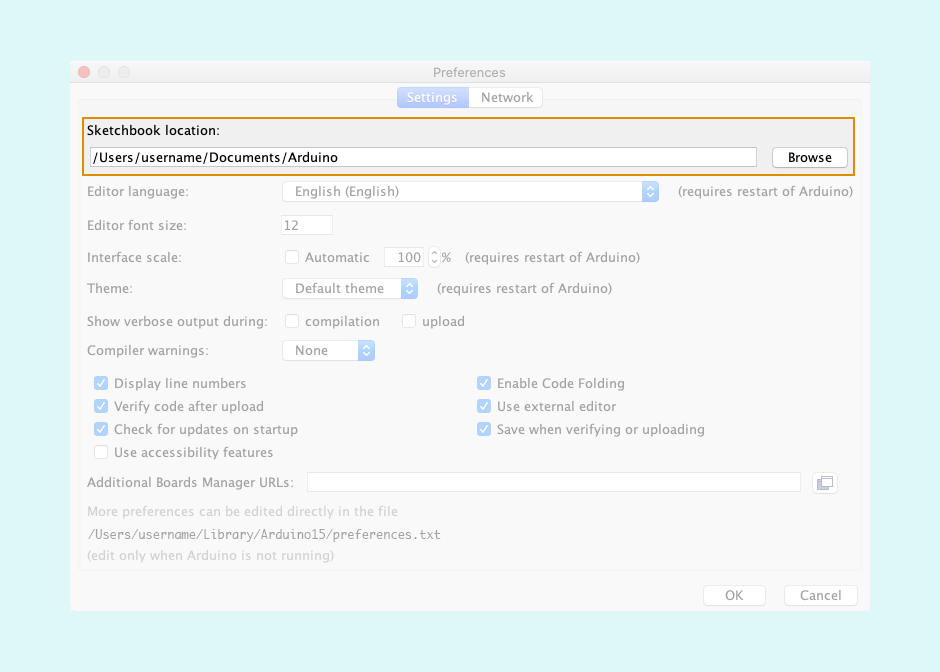 Preferences
Settings Network
Sketchbook location:
/Users/username/Documents/Arduino Browse
Editor language: English (English) (requires restart of Arduino)
Editor font size: 12
Interface scale: Automatic 100 % (requires restart of Arduino)
Theme: Default theme (requires restart of Arduino)
Show verbose output during: compilation upload
Compiler warnings: None
Display line numbers Enable Code Folding
Verify code after upload Use external editor
Check for updates on startup Save when verifying or uploading
Use accessibility features
Additional Boards Manager URLs:
More preferences can be edited directly in the file
/Users/username/Library/Arduino15/preferences.txt
(edit only when Arduino is not running)
OK Cancel